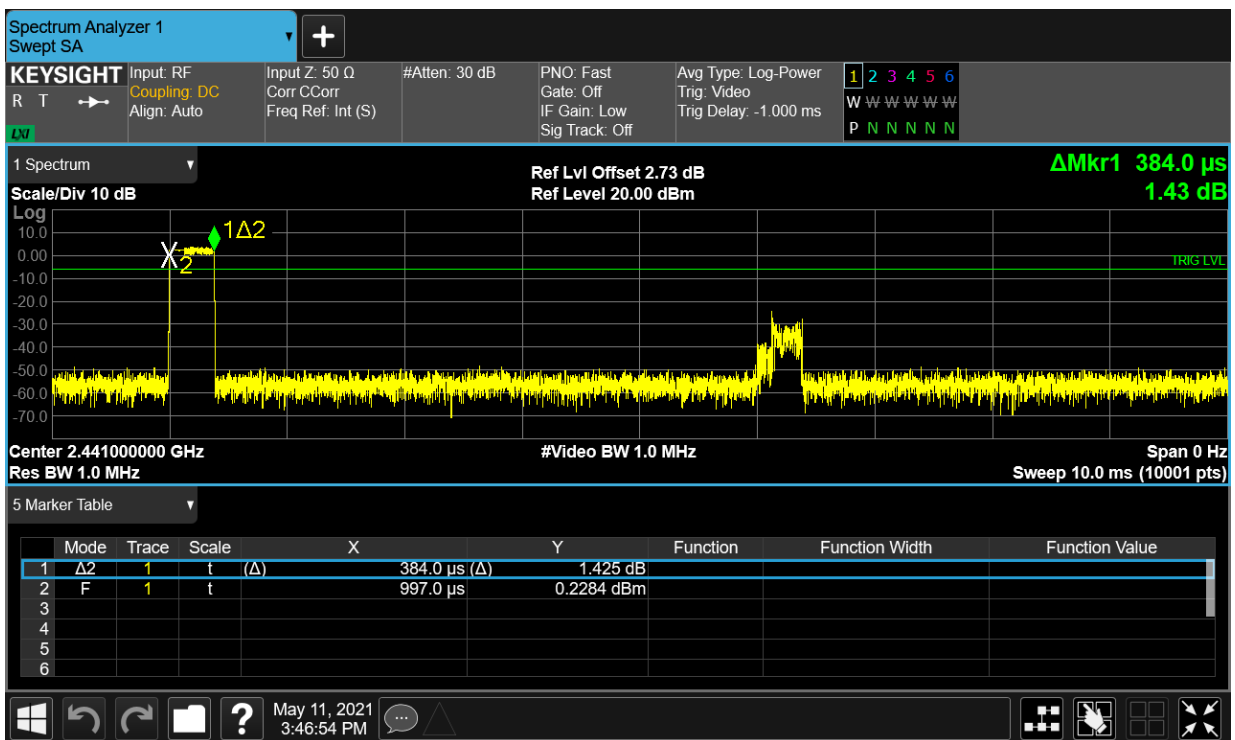 Spectrum Analyzer 1
Swept SA
+
KEYSIGHT
R T
LXI
Input: RF
Coupling: DC
Align: Auto
Input Z: 50 Ω
Corr CCorr
Freq Ref: Int (S)
#Atten: 30 dB
PNO: Fast
Gate: Off
IF Gain: Low
Sig Track: Off
Avg Type: Log-Power
Trig: Video
Trig Delay: -1.000 ms
1 2 3 4 5 6
W W W W W W
P N N N N N
1 Spectrum
Scale/Div 10 dB
Ref Lvl Offset 2.73 dB
Ref Level 20.00 dBm
ΔMkr1 384.0 µs
1.43 dB
Log
10.0
0.00
-10.0
-20.0
-30.0
-40.0
-50.0
-60.0
-70.0
1Δ2
2
TRIG LVL
Center 2.441000000 GHz
#Video BW 1.0 MHz
Span 0 Hz
Res BW 1.0 MHz
Sweep 10.0 ms (10001 pts)
5 Marker Table
Mode Trace Scale X Y Function Function Width Function Value
1 Δ2 1 t (Δ) 384.0 µs (Δ) 1.425 dB
2 F 1 t 997.0 µs 0.2284 dBm
3
4
5
6
?
May 11, 2021
3:46:54 PM